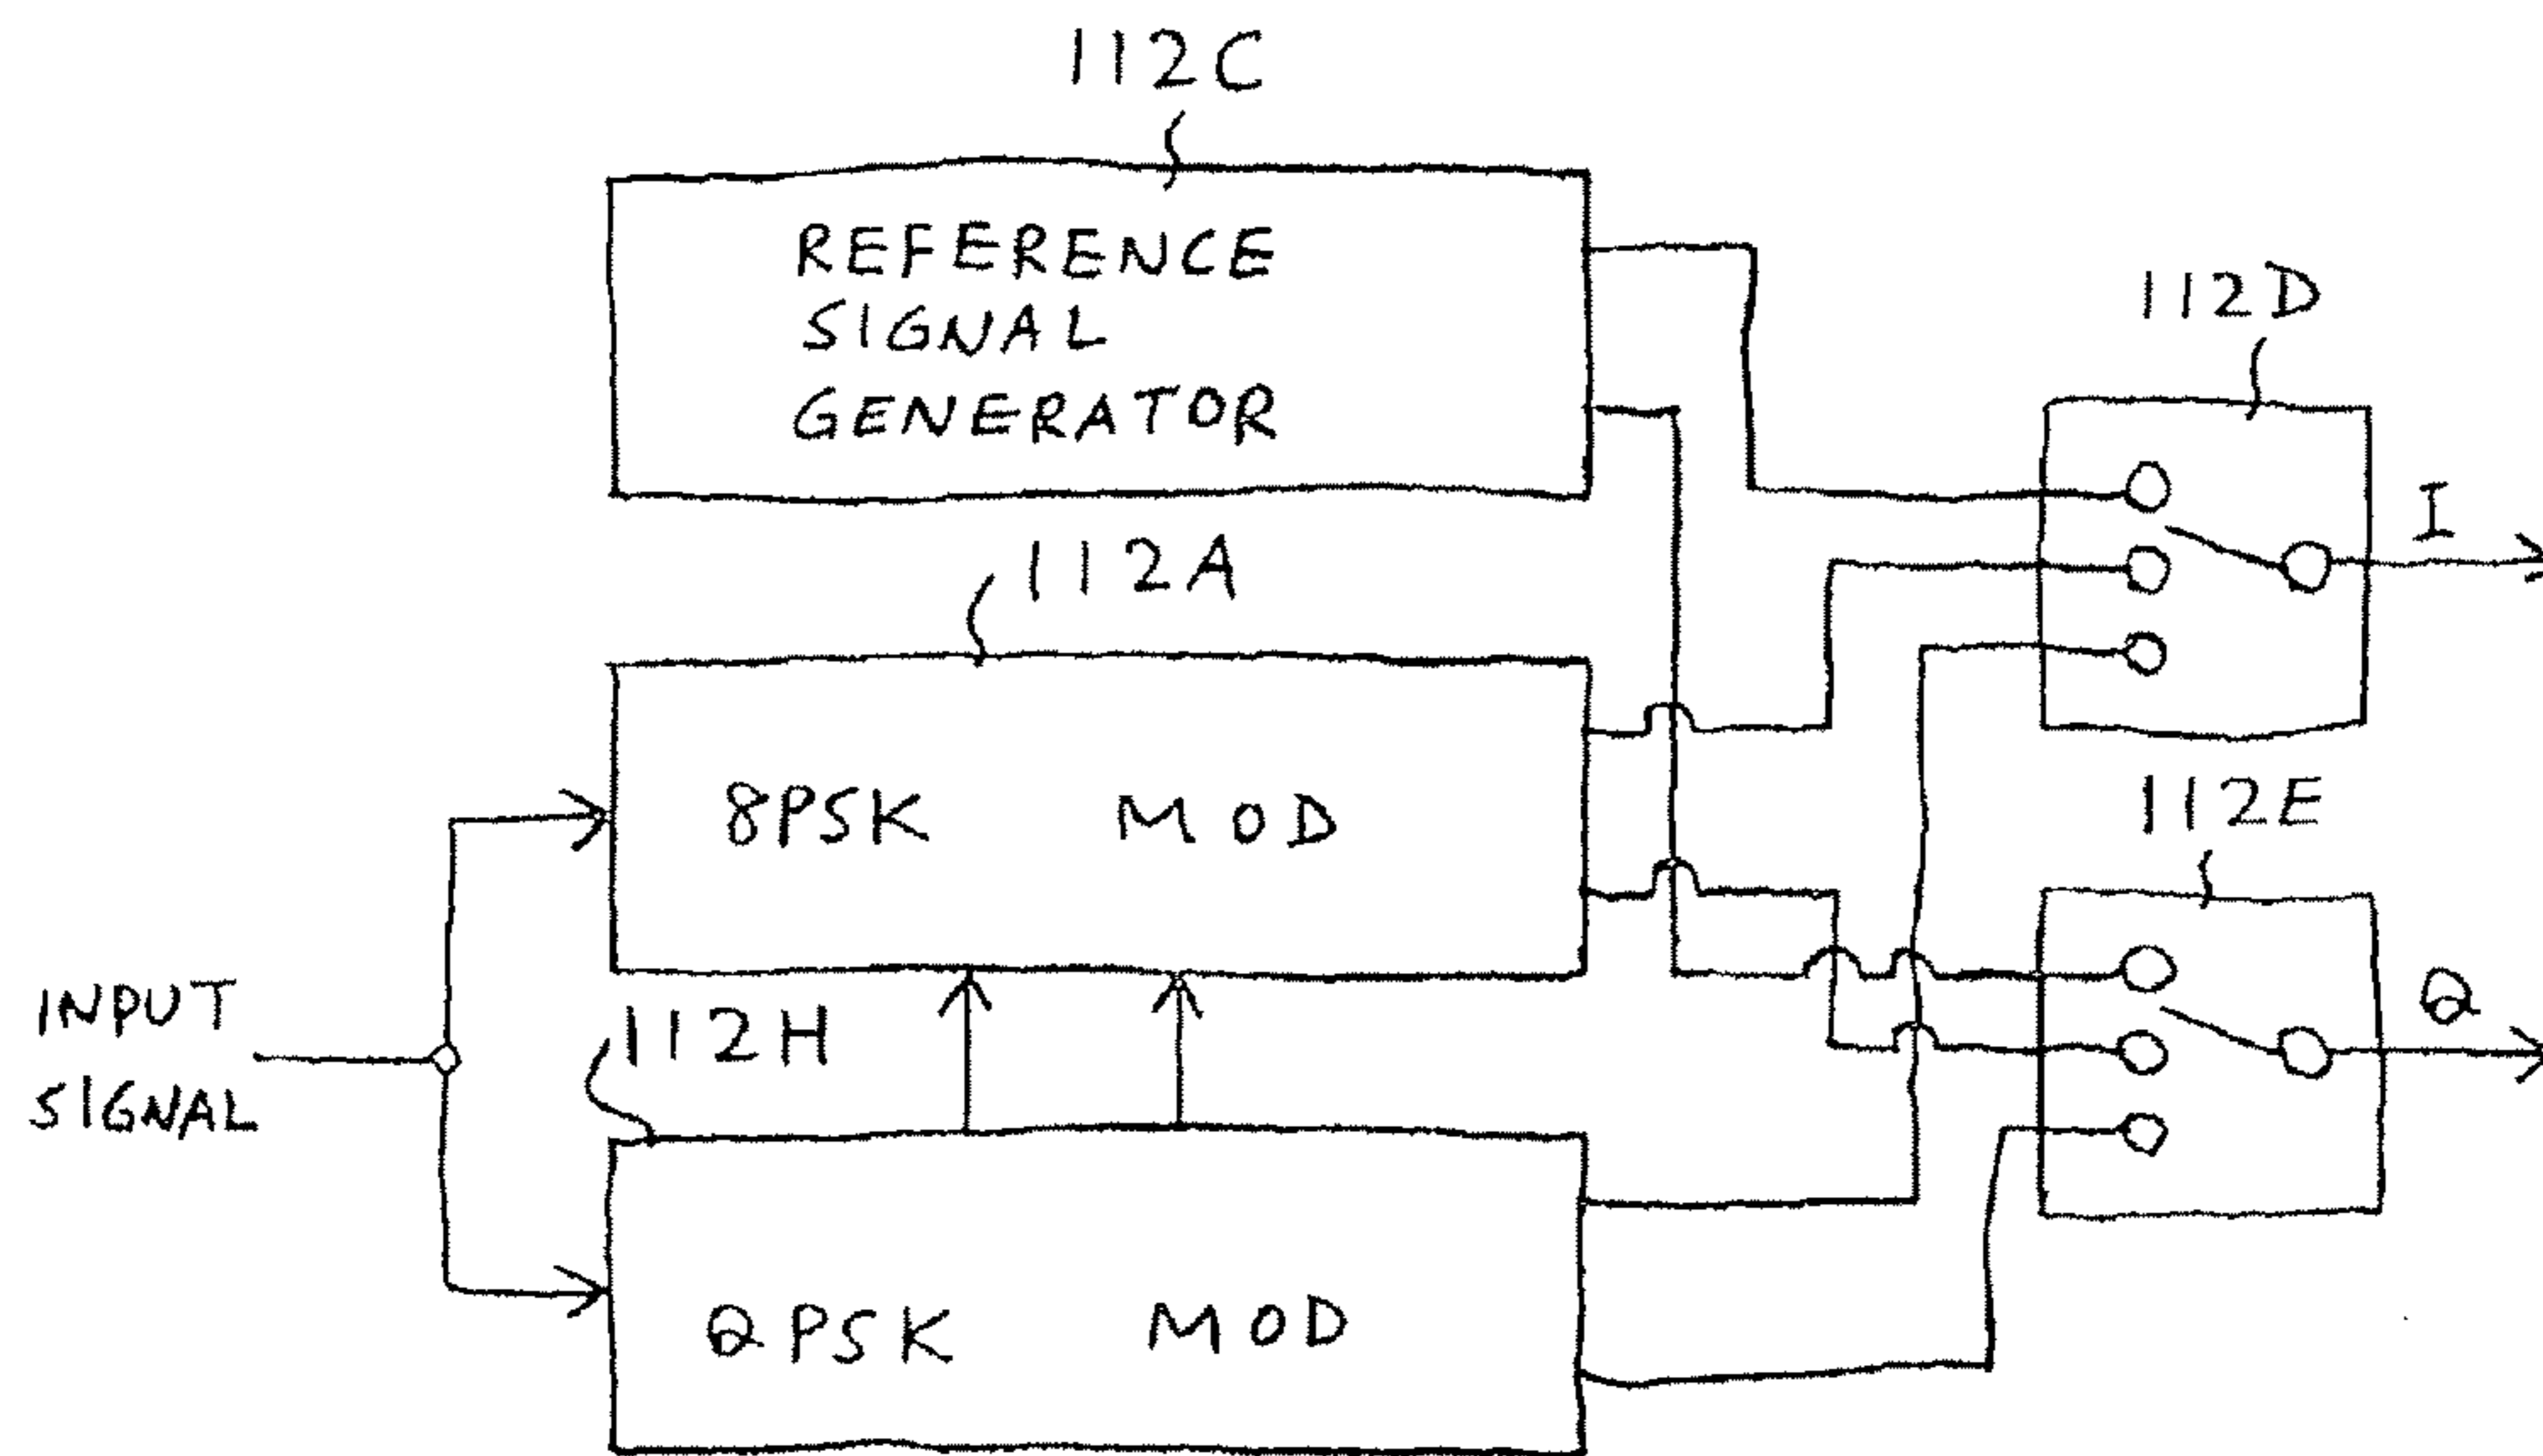 112C
REFERENCE
SIGNAL
GENERATOR
112D
I
112A
8PSK MOD
112E
Q
INPUT
SIGNAL
112H
QPSK MOD